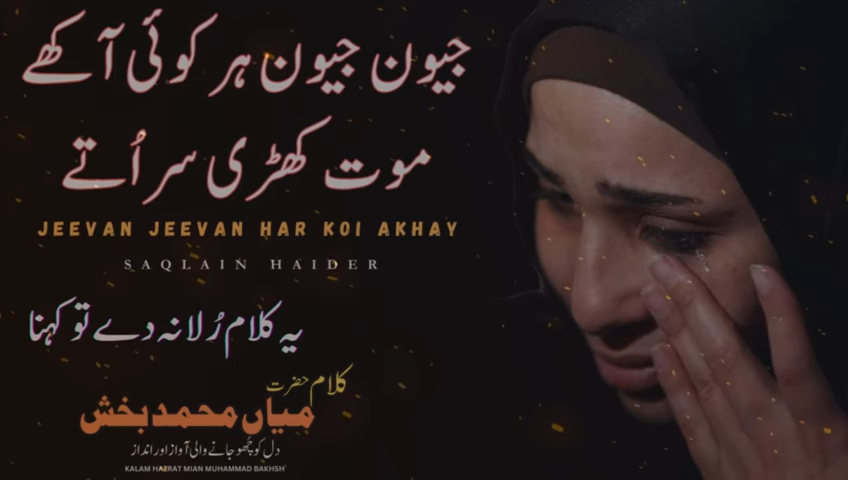 جیون جیون ہر کوئی آکھے
موت کھڑی سر اُتے
JEEVAN JEEVAN HAR KOI AKHAY
SAQLAIN HAIDER
یہ کلام رُلا نہ دے تو کہنا
کلام حضرت
میاں محمد بخش
دل کو چُھو جانے والی آواز اور انداز
KALAM HAZRAT MIAN MUHAMMAD BAKHSH